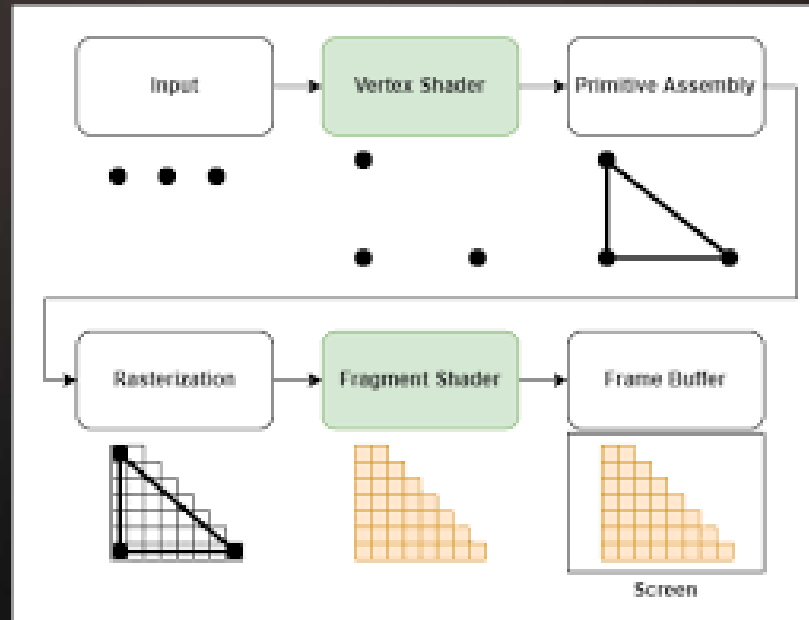 Input
Vertex Shader
Primitive Assembly
Rasterization
Fragment Shader
Frame Buffer
Screen